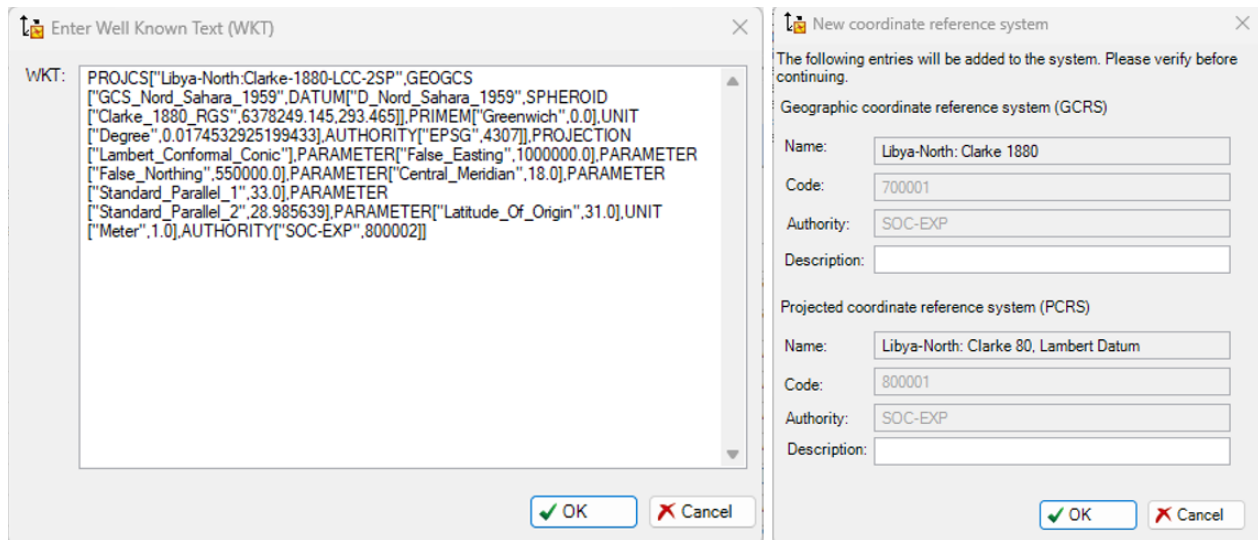 Enter Well Known Text (WKT)
WKT:
PROJCS["Libya-North:Clarke-1880-LCC-2SP",GEOGCS
["GCS_Nord_Sahara_1959",DATUM["D_Nord_Sahara_1959",SPHEROID
["Clarke_1880_RGS",6378249.145,293.465]],PRIMEM["Greenwich",0.0],UNIT
["Degree",0.0174532925199433],AUTHORITY["EPSG",4307]],PROJECTION
["Lambert_Conformal_Conic"],PARAMETER["False_Easting",1000000.0],PARAMETER
["False_Northing",550000.0],PARAMETER["Central_Meridian",18.0],PARAMETER
["Standard_Parallel_1",33.0],PARAMETER
["Standard_Parallel_2",28.985639],PARAMETER["Latitude_Of_Origin",31.0],UNIT
["Meter",1.0],AUTHORITY["SOC-EXP",800002]]
OK
Cancel
New coordinate reference system
The following entries will be added to the system. Please verify before
continuing.
Geographic coordinate reference system (GCRS)
Name: Libya-North: Clarke 1880
Code: 700001
Authority: SOC-EXP
Description:
Projected coordinate reference system (PCRS)
Name: Libya-North: Clarke 80, Lambert Datum
Code: 800001
Authority: SOC-EXP
Description:
OK
Cancel